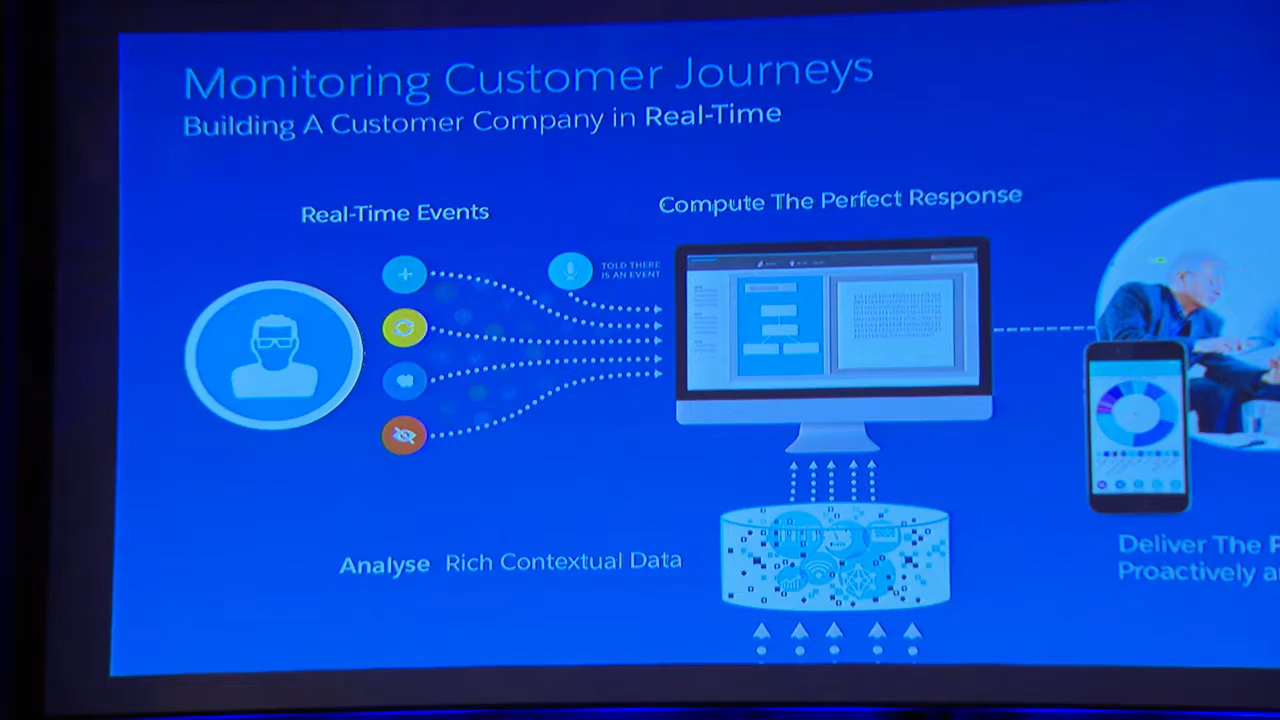 Monitoring Customer Journeys
Building A Customer Company in Real-Time
Real-Time Events
Compute The Perfect Response
TOLD THERE
IS AN EVENT
Analyse Rich Contextual Data
Deliver The
Proactively